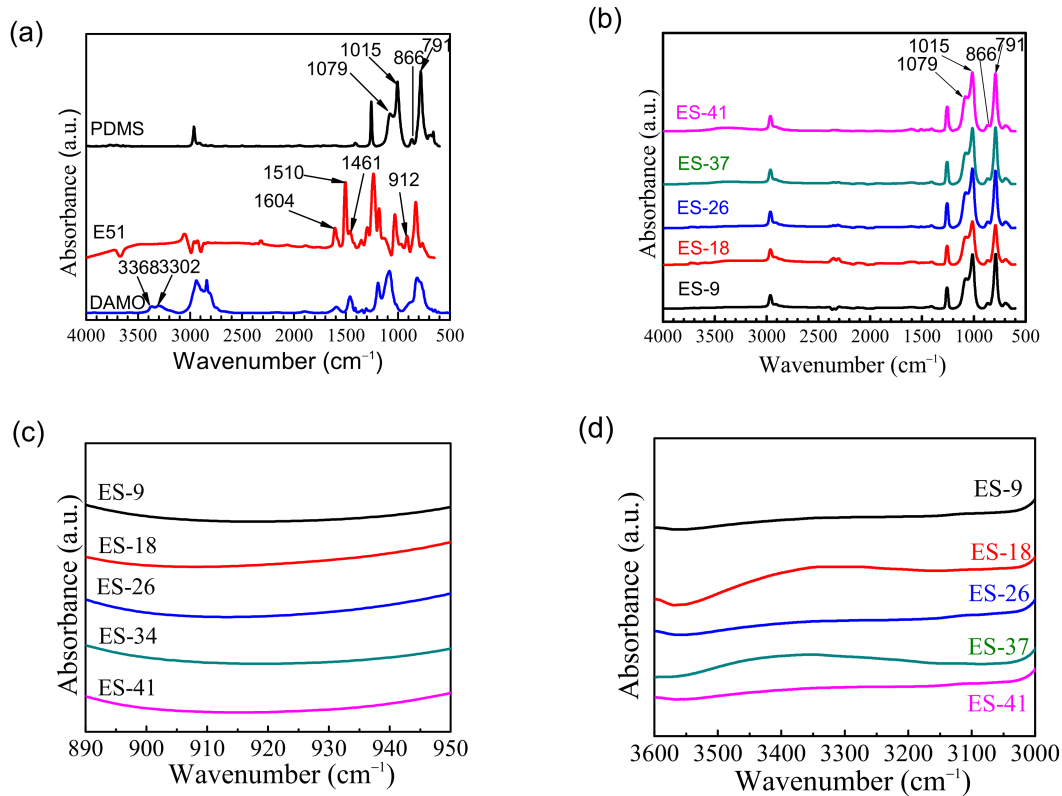 (a)
1015
866
791
1079
PDMS
1510
1461
1604
912
E51
3368
3302
DAMO
4000 3500 3000 2500 2000 1500 1000 500
Wavenumber (cm⁻¹)
Absorbance (a.u.)
(b)
1015
866
791
1079
ES-41
ES-37
ES-26
ES-18
ES-9
4000 3500 3000 2500 2000 1500 1000 500
Wavenumber (cm⁻¹)
Absorbance (a.u.)
(c)
ES-9
ES-18
ES-26
ES-34
ES-41
890 900 910 920 930 940 950
Wavenumber (cm⁻¹)
Absorbance (a.u.)
(d)
ES-9
ES-18
ES-26
ES-37
ES-41
3600 3500 3400 3300 3200 3100 3000
Wavenumber (cm⁻¹)
Absorbance (a.u.)